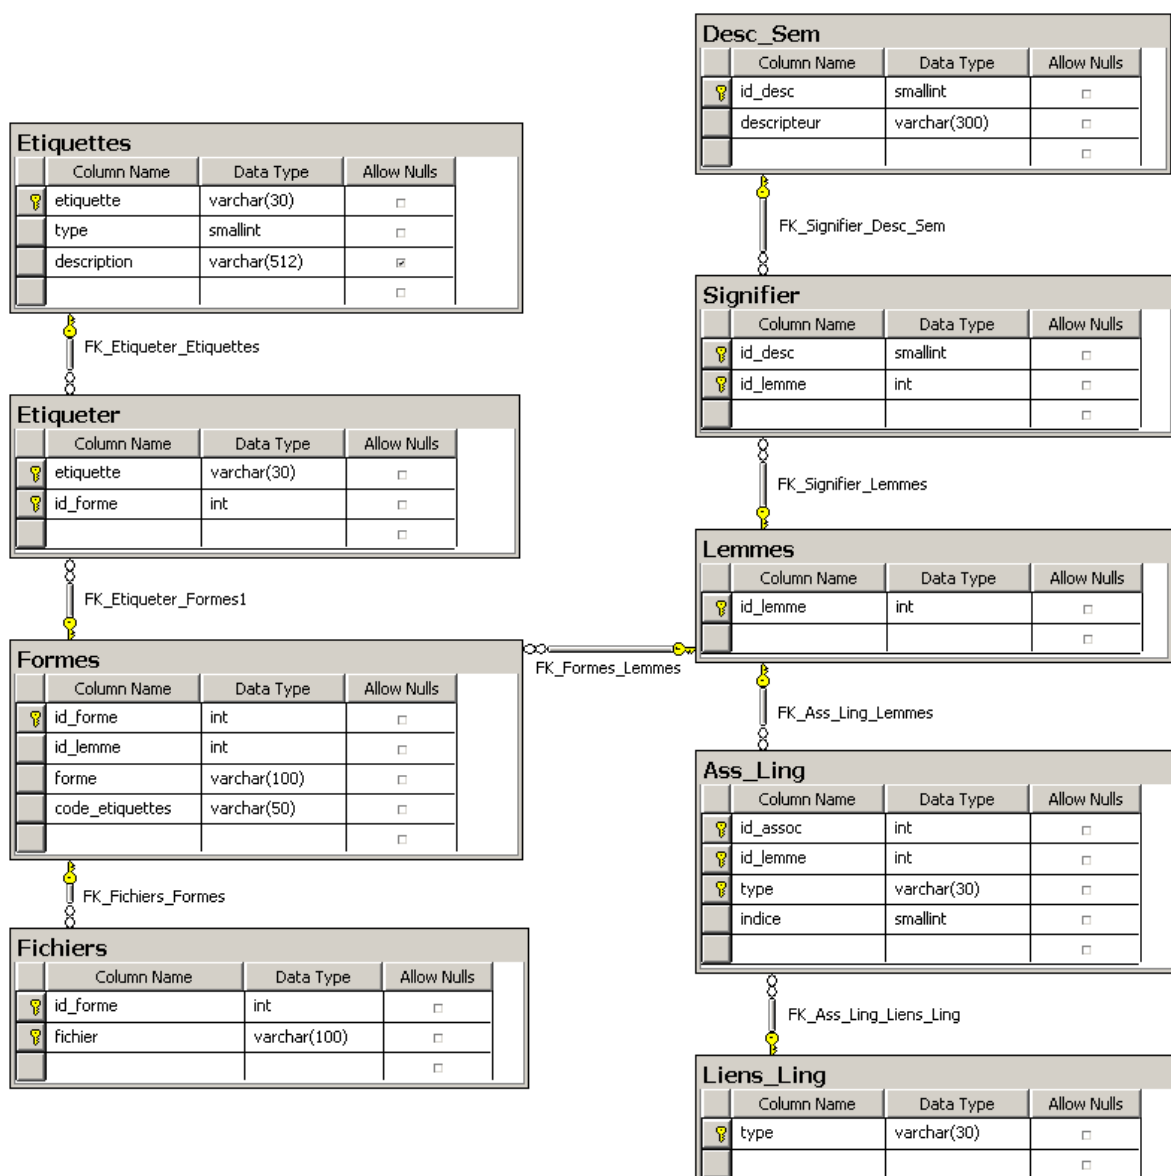 Desc_Sem
Column Name Data Type Allow Nulls
id_desc smallint
descripteur varchar(300)
Etiquettes
Column Name Data Type Allow Nulls
etiquette varchar(30)
type smallint
description varchar(512)
FK_Signifier_Desc_Sem
Signifier
Column Name Data Type Allow Nulls
id_desc smallint
id_lemme int
FK_Etiqueter_Etiquettes
Etiqueter
Column Name Data Type Allow Nulls
etiquette varchar(30)
id_forme int
FK_Signifier_Lemmes
Lemmes
Column Name Data Type Allow Nulls
id_lemme int
FK_Etiqueter_Formes1
Formes
Column Name Data Type Allow Nulls
id_forme int
id_lemme int
forme varchar(100)
code_etiquettes varchar(50)
FK_Formes_Lemmes
FK_Ass_Ling_Lemmes
Ass_Ling
Column Name Data Type Allow Nulls
id_assoc int
id_lemme int
type varchar(30)
indice smallint
FK_Fichiers_Formes
Fichiers
Column Name Data Type Allow Nulls
id_forme int
fichier varchar(100)
FK_Ass_Ling_Liens_Ling
Liens_Ling
Column Name Data Type Allow Nulls
type varchar(30)